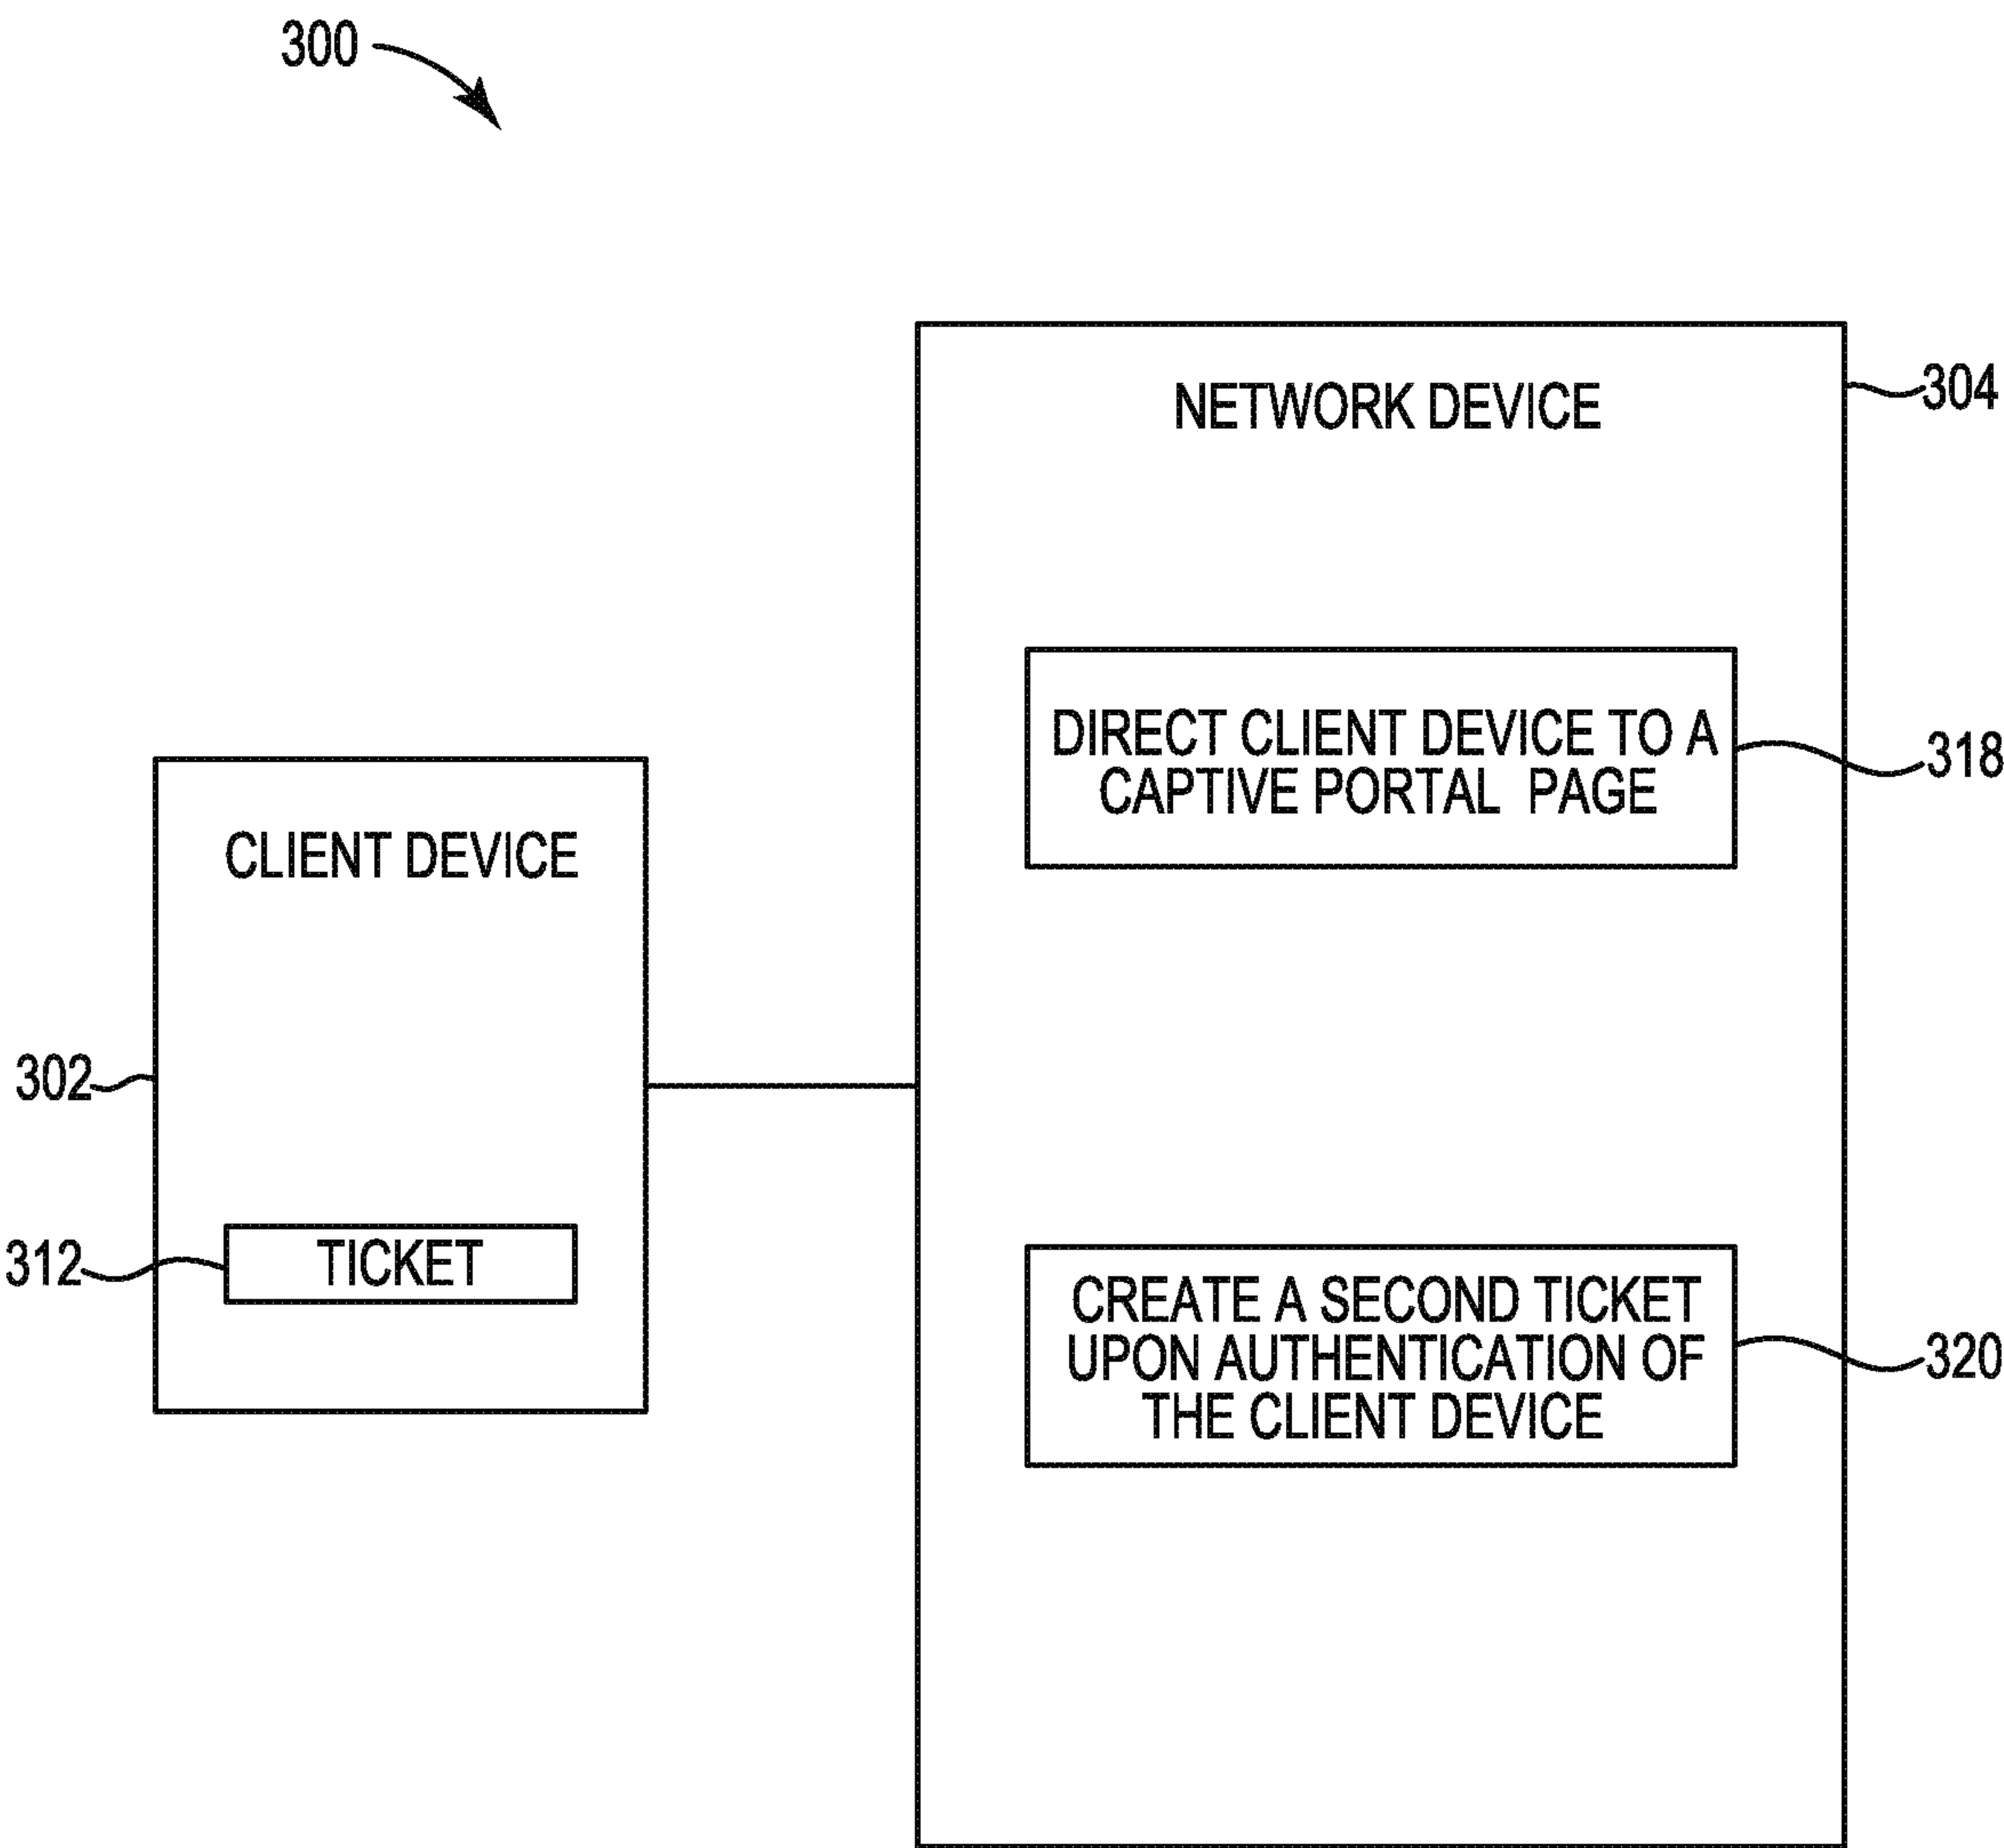 300
NETWORK DEVICE
304
DIRECT CLIENT DEVICE TO A
CAPTIVE PORTAL PAGE
318
CLIENT DEVICE
302
312
TICKET
CREATE A SECOND TICKET
UPON AUTHENTICATION OF
THE CLIENT DEVICE
320